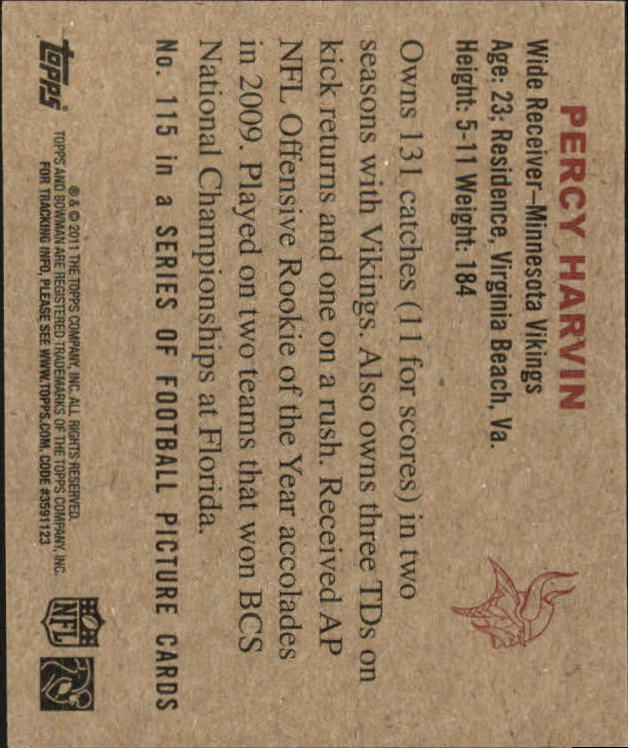 PERCY HARVIN
Wide Receiver—Minnesota Vikings
Age: 23; Residence, Virginia Beach, Va.
Height: 5-11 Weight: 184
Owns 131 catches (11 for scores) in two
seasons with Vikings. Also owns three TDs on
kick returns and one on a rush. Received AP
NFL Offensive Rookie of the Year accolades
in 2009. Played on two teams that won BCS
National Championships at Florida.
No. 115 in a SERIES OF FOOTBALL PICTURE CARDS
topps
® & © 2011 THE TOPPS COMPANY, INC. ALL RIGHTS RESERVED.
TOPPS AND BOWMAN ARE REGISTERED TRADEMARKS OF THE TOPPS COMPANY, INC.
FOR TRACKING INFO, PLEASE SEE WWW.TOPPS.COM. CODE #3591123
NFL